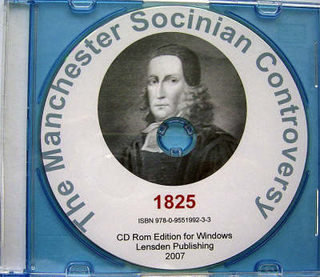 The Manchester Socinian Controversy
1825
ISBN 978-0-9551992-3-3
CD Rom Edition for Windows
Lensden Publishing
2007